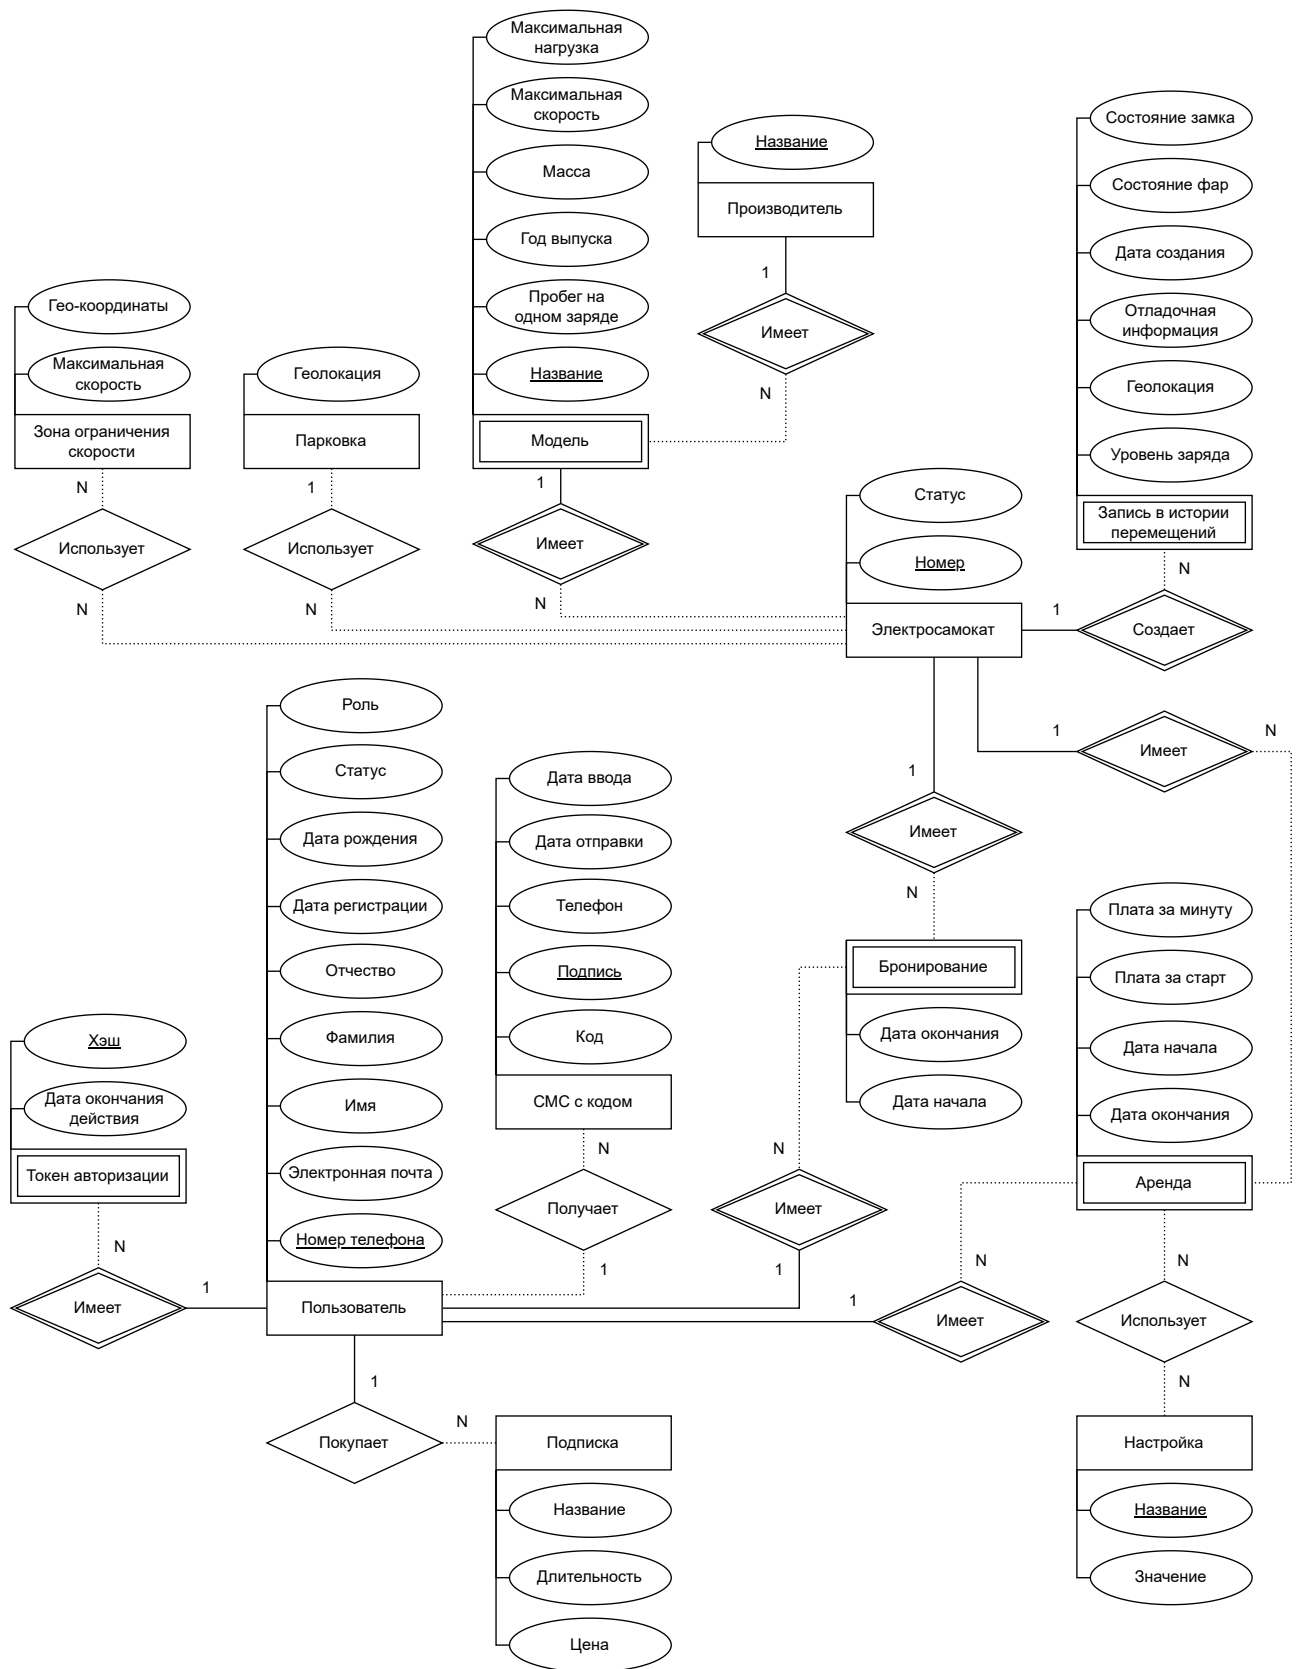 Максимальная
нагрузка
Максимальная
скорость
Масса
Год выпуска
Пробег на
одном заряде
Название
Модель
1
Имеет
N
Название
Производитель
1
Имеет
N
Гео-координаты
Максимальная
скорость
Зона ограничения
скорости
N
Использует
N
Геолокация
Парковка
1
Использует
N
Состояние замка
Состояние фар
Дата создания
Отладочная
информация
Геолокация
Уровень заряда
Запись в истории
перемещений
N
Создает
1
Статус
Номер
Электросамокат
1
Имеет
N
1
Имеет
N
Роль
Статус
Дата рождения
Дата регистрации
Отчество
Фамилия
Имя
Электронная почта
Номер телефона
Пользователь
Дата ввода
Дата отправки
Телефон
Подпись
Код
СМС с кодом
N
Получает
1
Бронирование
Дата окончания
Дата начала
N
Имеет
1
Плата за минуту
Плата за старт
Дата начала
Дата окончания
Аренда
N
Имеет
1
N
Использует
N
Настройка
Название
Значение
Хэш
Дата окончания
действия
Токен авторизации
N
Имеет
1
1
Покупает
N
Подписка
Название
Длительность
Цена